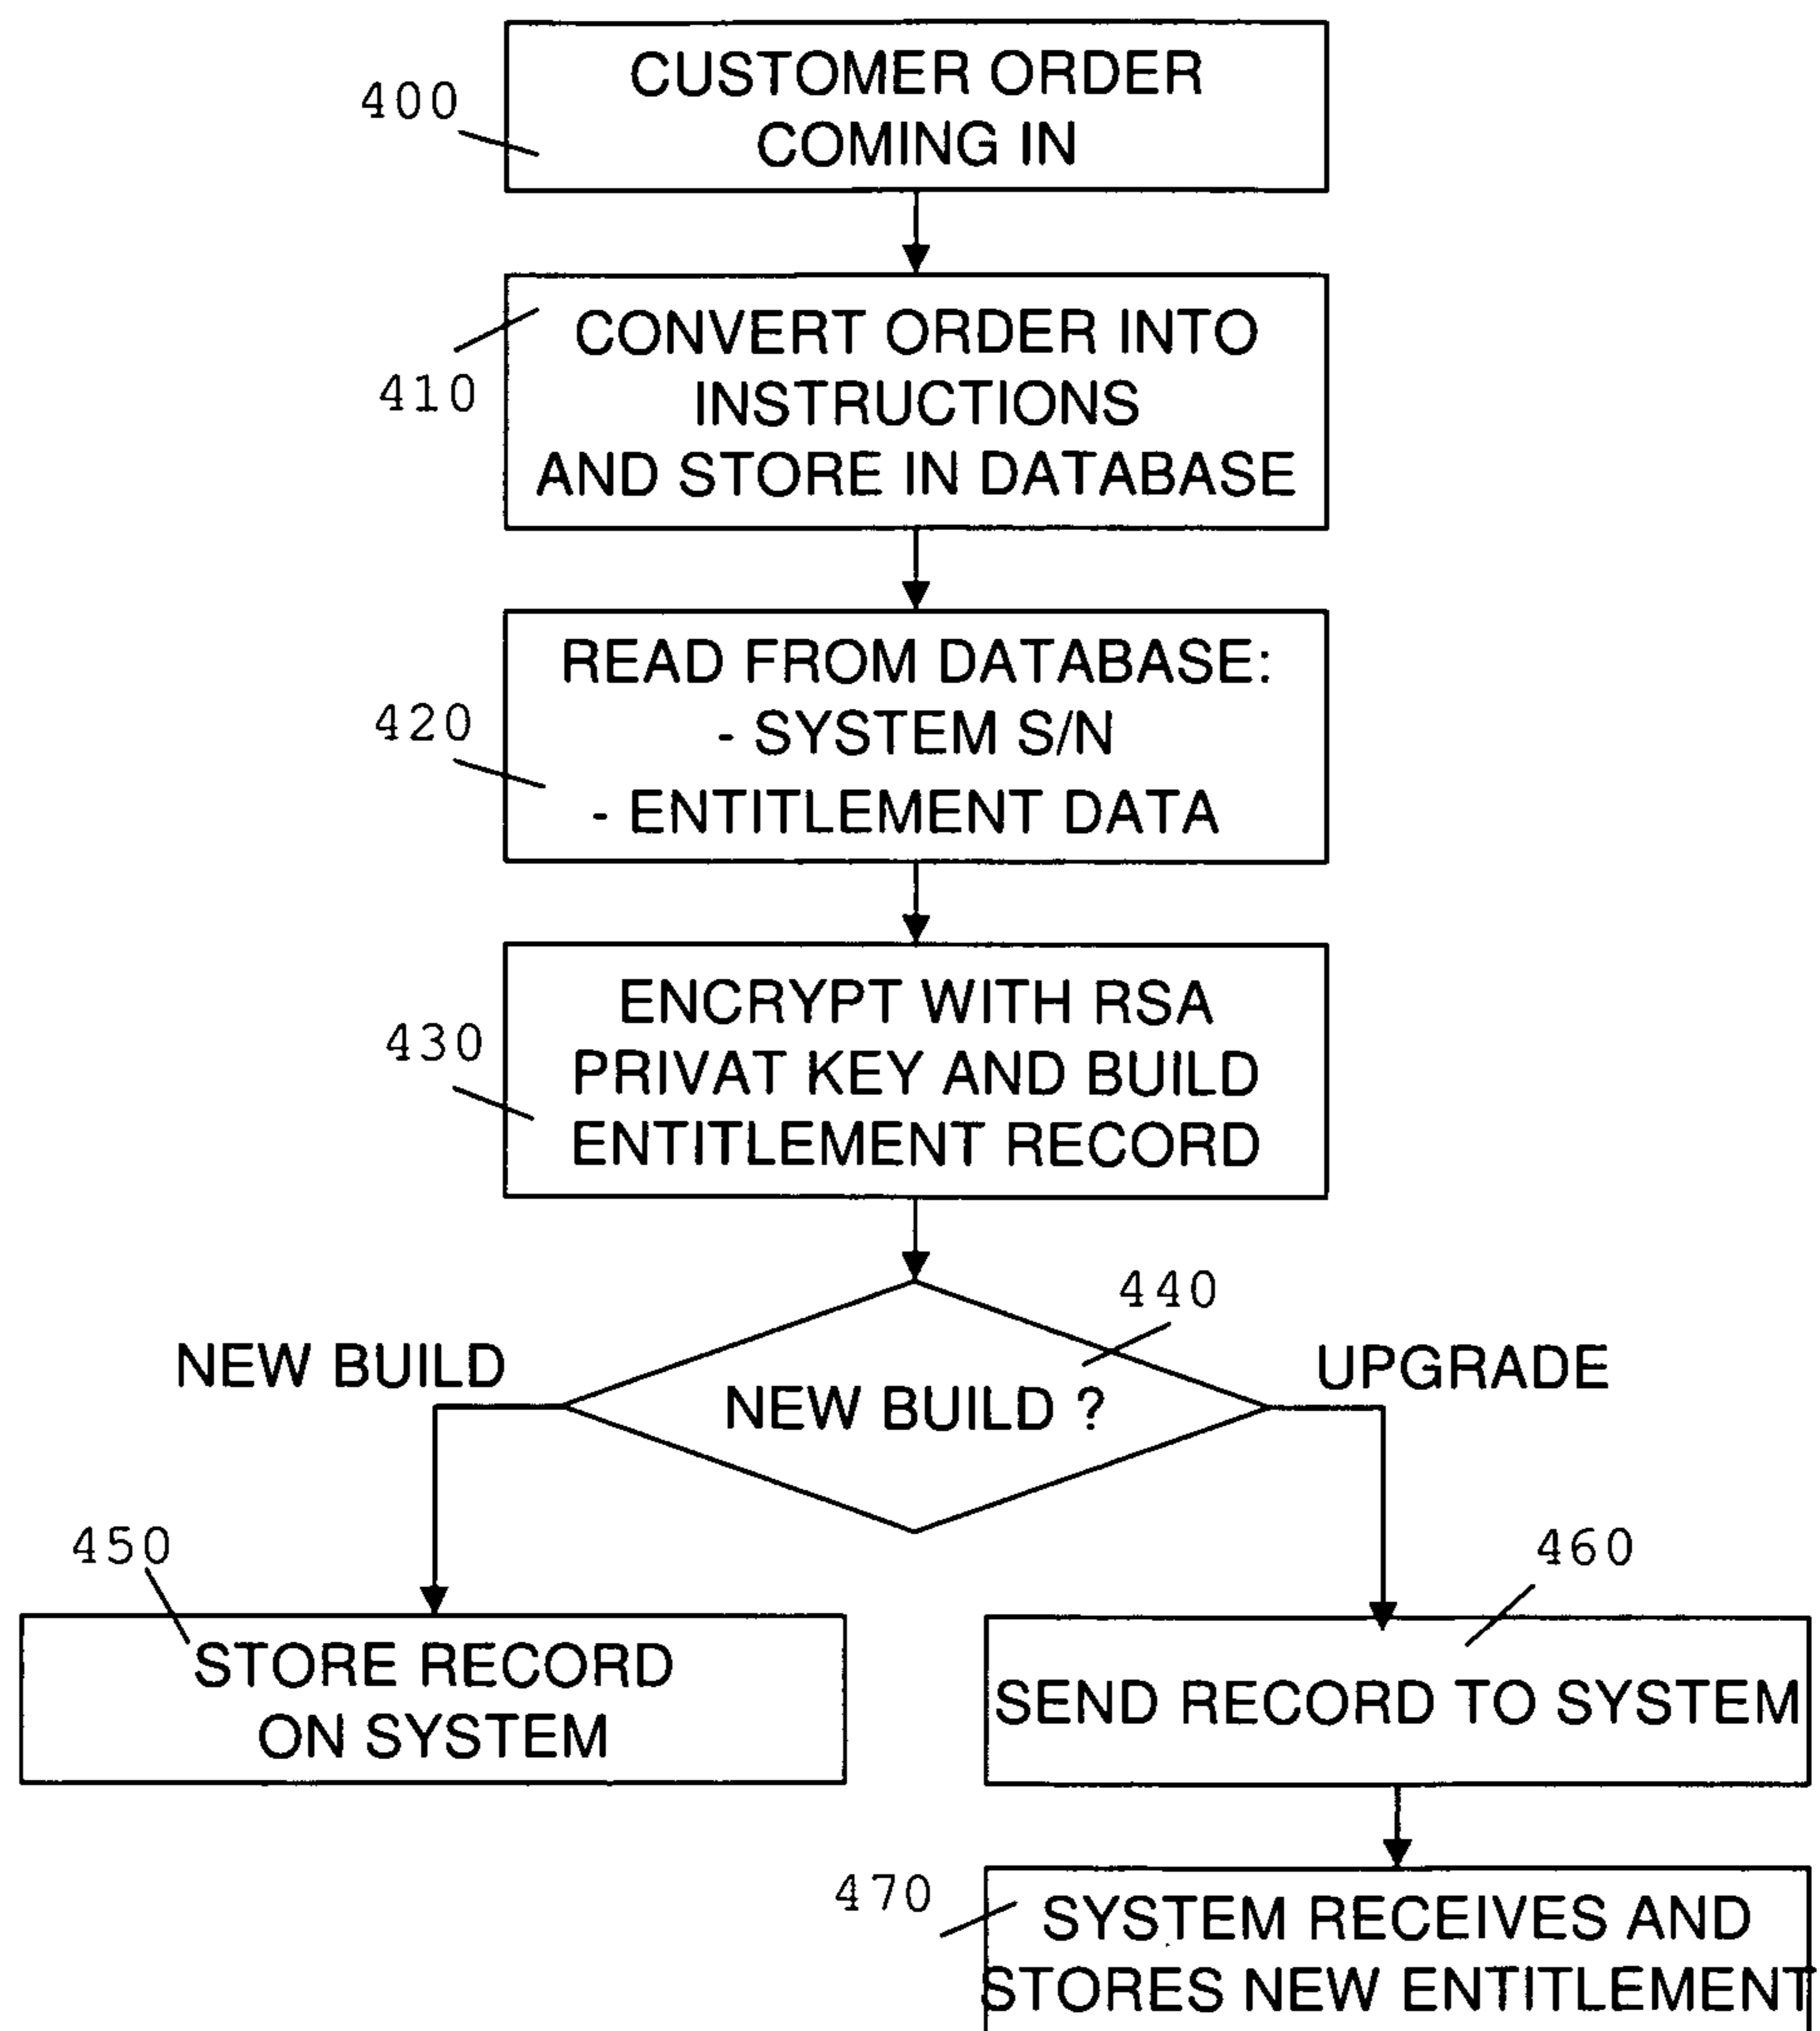 CUSTOMER ORDER
COMING IN
400
CONVERT ORDER INTO
INSTRUCTIONS
AND STORE IN DATABASE
410
READ FROM DATABASE:
- SYSTEM S/N
- ENTITLEMENT DATA
420
ENCRYPT WITH RSA
PRIVAT KEY AND BUILD
ENTITLEMENT RECORD
430
440
NEW BUILD
NEW BUILD ?
UPGRADE
450
STORE RECORD
ON SYSTEM
460
SEND RECORD TO SYSTEM
470
SYSTEM RECEIVES AND
STORES NEW ENTITLEMENT